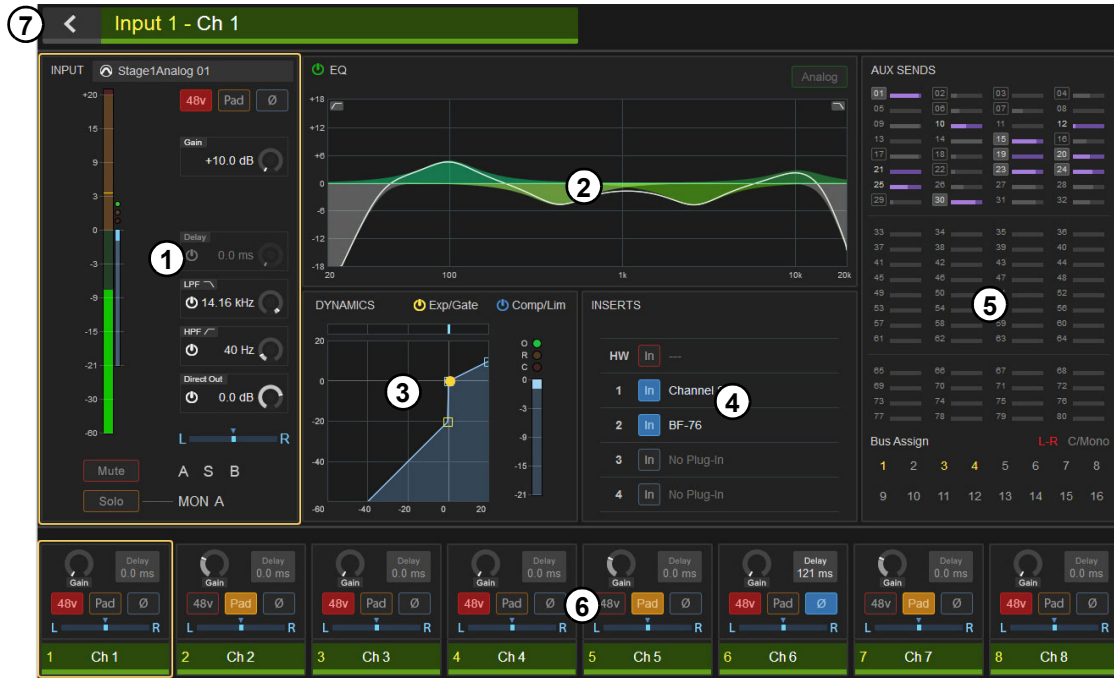 7
Input 1 - Ch 1
INPUT
Stage1Analog 01
+20
15
9
3
0
-3
-9
-15
-21
-30
-60
48v Pad Ø
Gain
+10.0 dB
1
Delay
0.0 ms
LPF
14.16 kHz
HPF
40 Hz
Direct Out
0.0 dB
L R
Mute A S B
Solo MON A
EQ
Analog
+18
+12
+6
0
-6
-12
-18
20 100 1k 10k 20k
2
DYNAMICS Exp/Gate Comp/Lim
20
0
-20
-40
-60 -40 -20 0 20
3
O
R
C
0
-3
-9
-15
-21
INSERTS
HW In ---
1 In Channel
4
2 In BF-76
3 In No Plug-In
4 In No Plug-In
AUX SENDS
01 02 03 04
05 06 07 08
09 10 11 12
13 14 15 16
17 18 19 20
21 22 23 24
25 26 27 28
29 30 31 32
33 34 35 36
37 38 39 40
41 42 43 44
45 46 47 48
49 50 52
5
53 54 55 56
57 58 59 60
61 62 63 64
65 66 67 68
69 70 71 72
73 74 75 76
77 78 79 80
Bus Assign L-R C/Mono
1 2 3 4 5 6 7 8
9 10 11 12 13 14 15 16
Gain Delay 0.0 ms
48v Pad Ø
L R
1 Ch 1
Gain Delay 0.0 ms
48v Pad Ø
L R
2 Ch 2
Gain Delay 0.0 ms
48v Pad Ø
L R
3 Ch 3
Gain Delay 0.0 ms
48v Pad Ø
L R
4 Ch 4
6
Gain Delay 0.0 ms
48v Pad Ø
L R
5 Ch 5
Gain Delay 121 ms
48v Pad Ø
L R
6 Ch 6
Gain Delay 0.0 ms
48v Pad Ø
L R
7 Ch 7
Gain Delay 0.0 ms
48v Pad Ø
L R
8 Ch 8